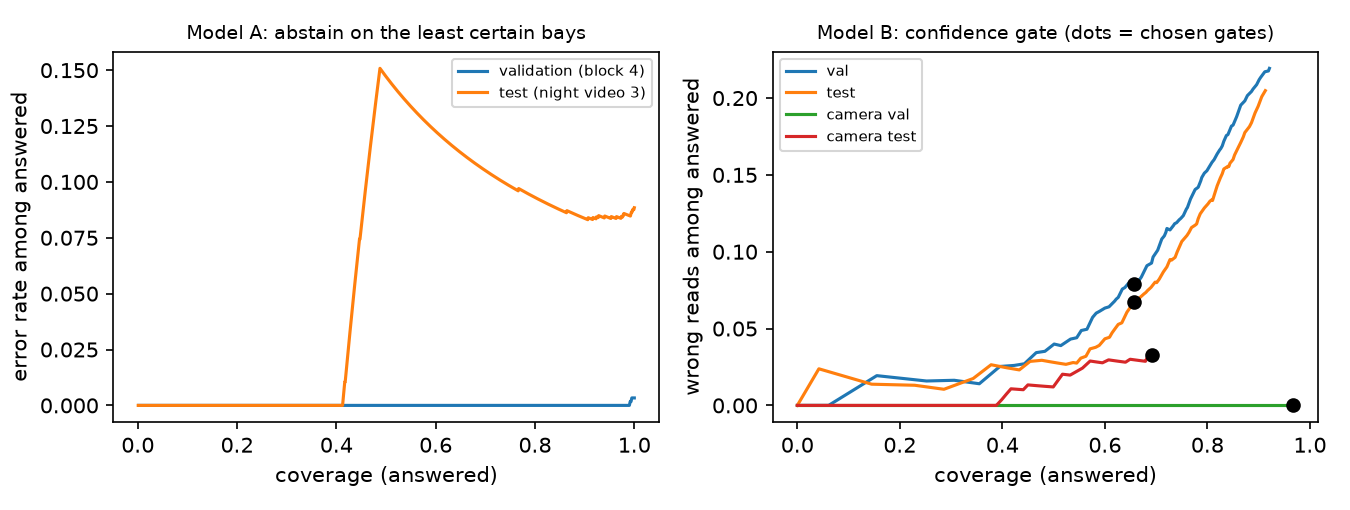 Model A: abstain on the least certain bays
error rate among answered
0.150
0.125
0.100
0.075
0.050
0.025
0.000
validation (block 4)
test (night video 3)
0.0 0.2 0.4 0.6 0.8 1.0
coverage (answered)
Model B: confidence gate (dots = chosen gates)
wrong reads among answered
0.20
0.15
0.10
0.05
0.00
val
test
camera val
camera test
0.0 0.2 0.4 0.6 0.8 1.0
coverage (answered)